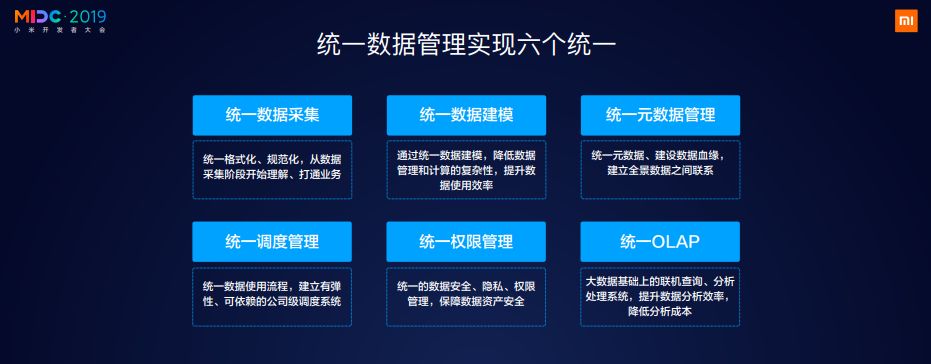 MIDC·2019
小米开发者大会
mi
统一数据管理实现六个统一
统一数据采集
统一格式化、规范化，从数据
采集阶段开始理解、打通业务
统一数据建模
通过统一数据建模，降低数据
管理和计算的复杂性，提升数
据使用效率
统一元数据管理
统一元数据、建设数据血缘，
建立全景数据之间联系
统一调度管理
统一数据使用流程，建立有弹
性、可依赖的公司级调度系统
统一权限管理
统一的数据安全、隐私、权限
管理，保障数据资产安全
统一OLAP
大数据基础上的联机查询、分析
处理系统，提升数据分析效率，
降低分析成本